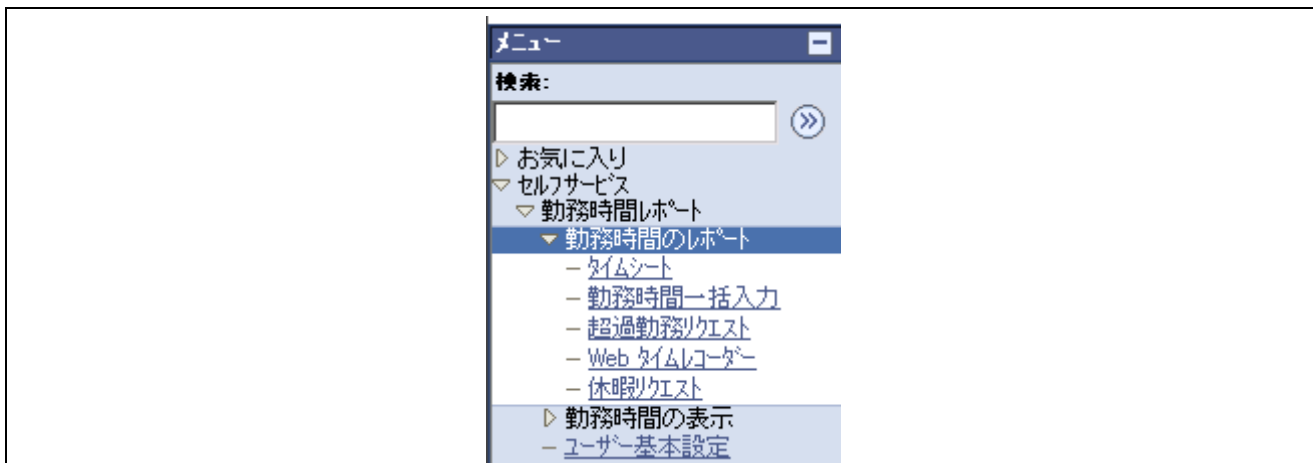 メニュー
検索:
お気に入り
セルフサービス
勤務時間レポート
勤務時間のレポート
タイムシート
勤務時間一括入力
超過勤務リクエスト
Web タイムレコーダー
休暇リクエスト
勤務時間の表示
ユーザー基本設定